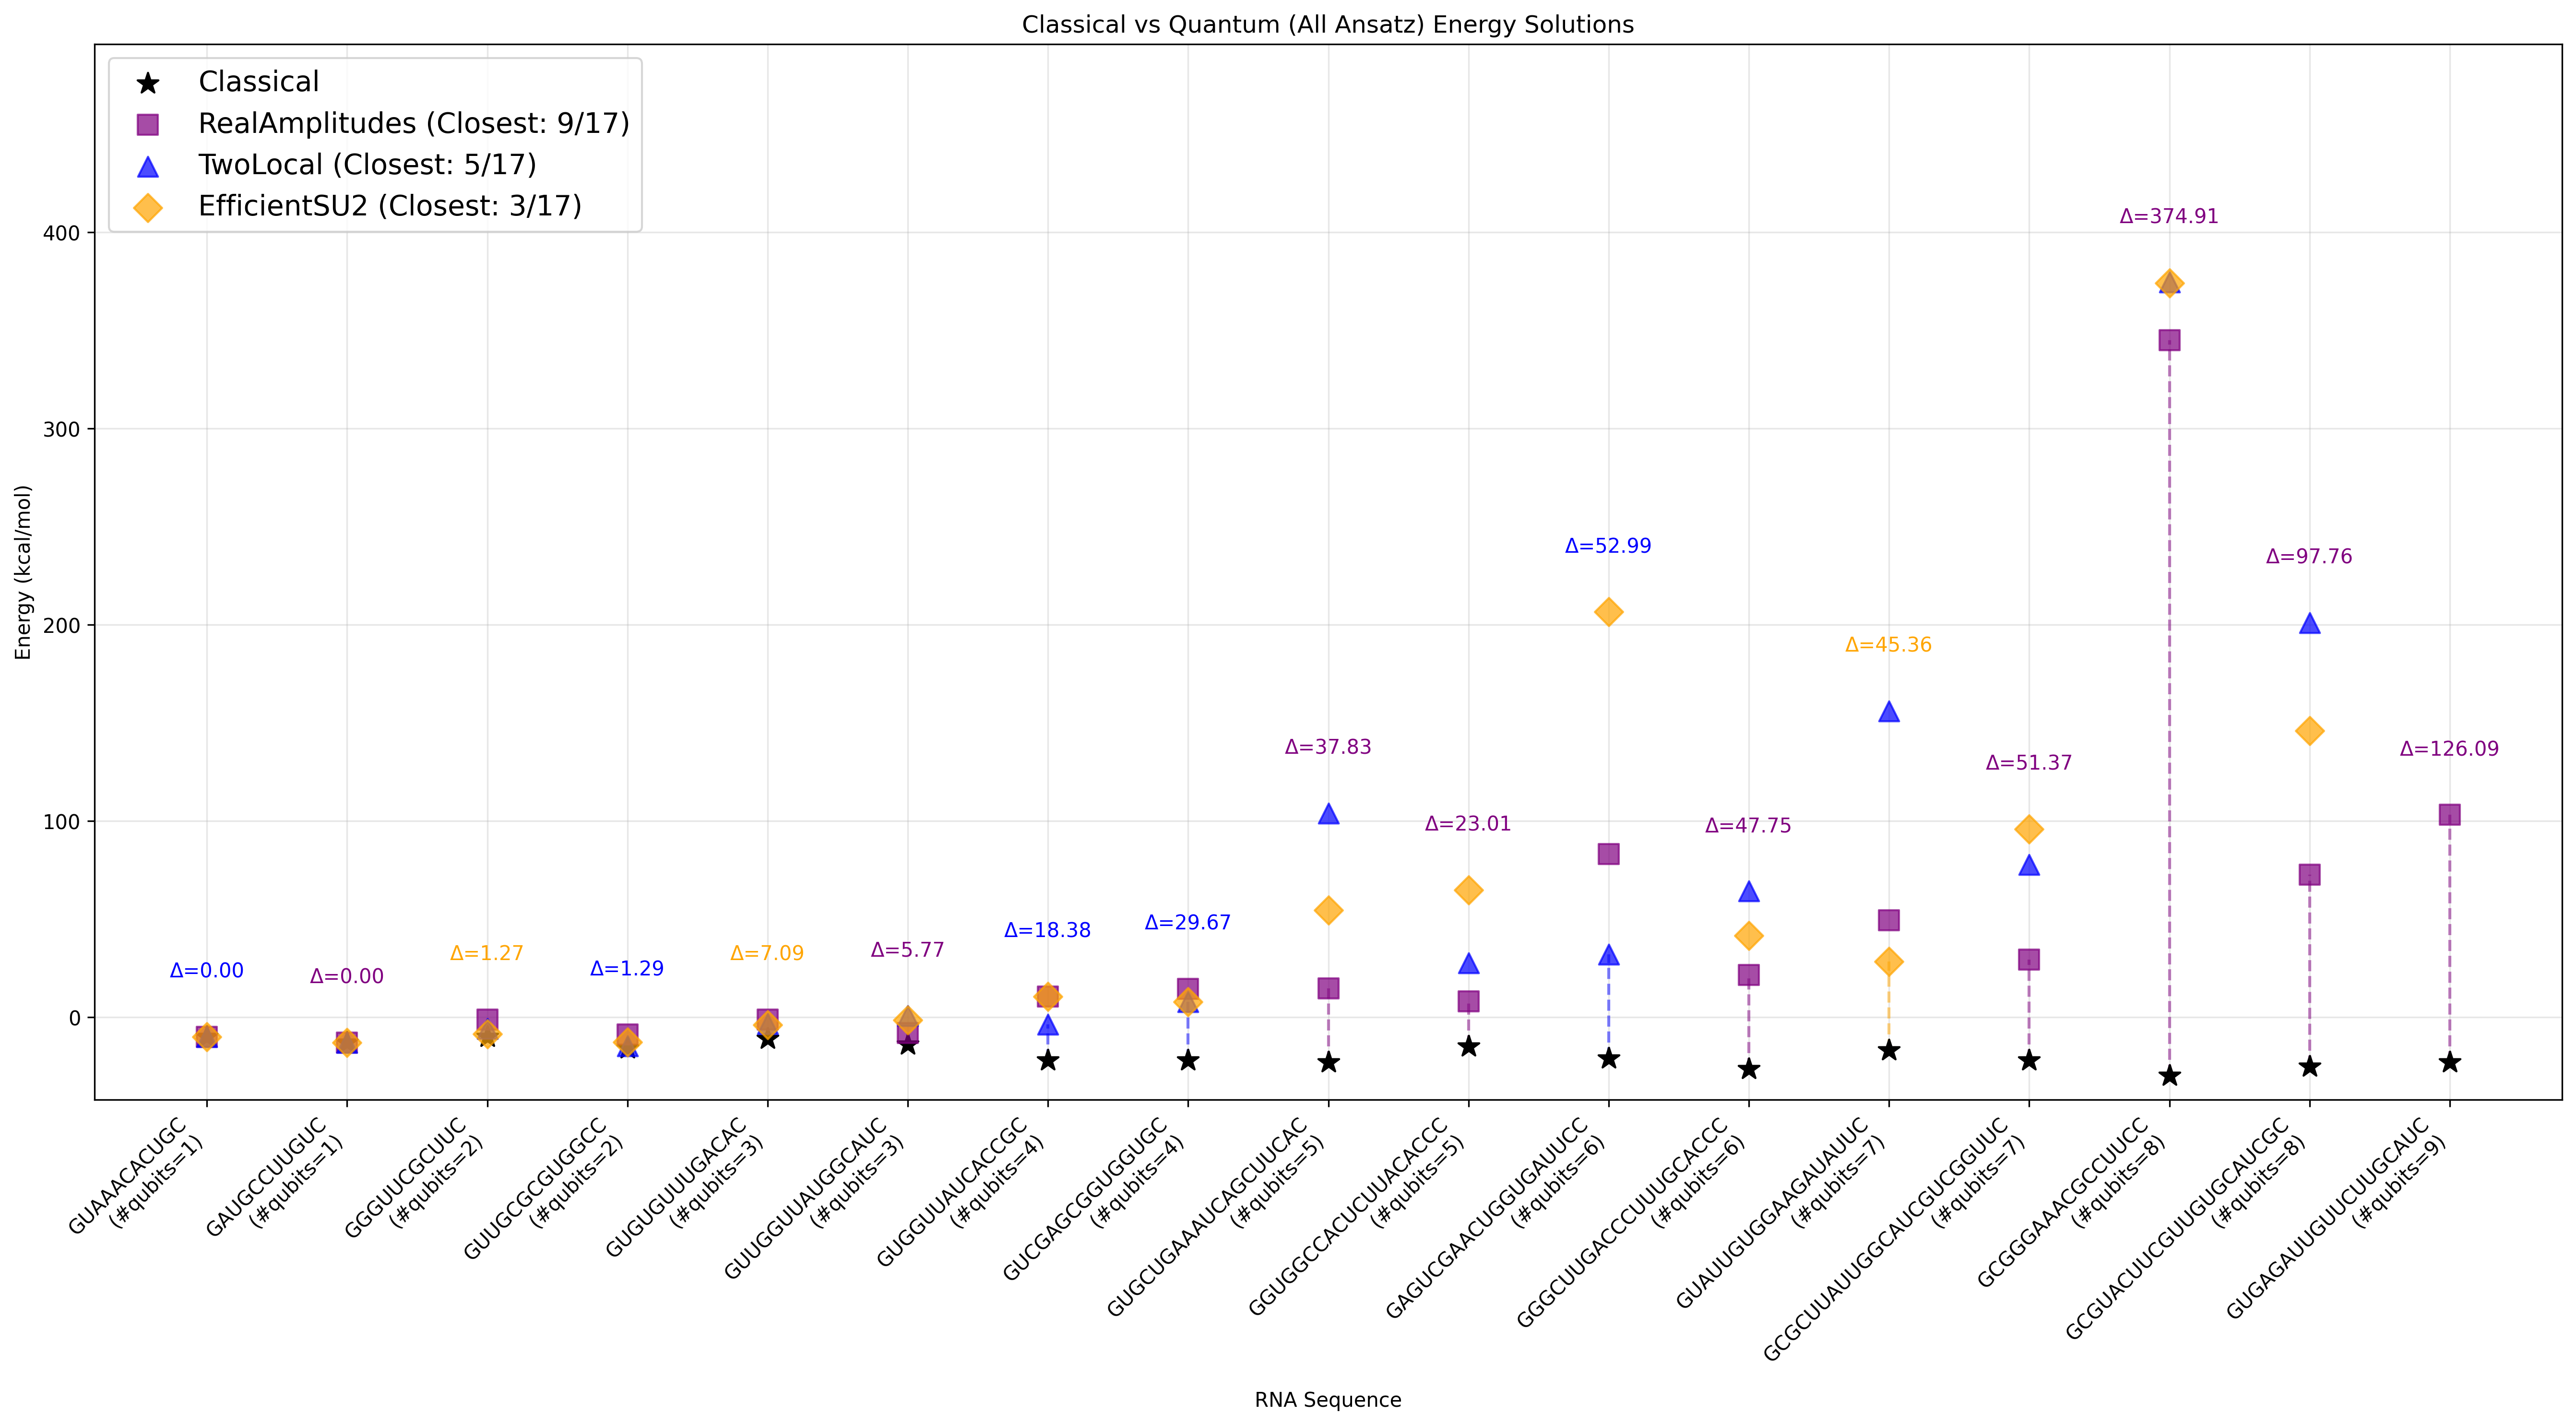 Classical vs Quantum (All Ansatz) Energy Solutions
Classical
RealAmplitudes (Closest: 9/17)
TwoLocal (Closest: 5/17)
EfficientSU2 (Closest: 3/17)
Energy (kcal/mol)
400
300
200
100
0
Δ=0.00
Δ=0.00
Δ=1.27
Δ=1.29
Δ=7.09
Δ=5.77
Δ=18.38
Δ=29.67
Δ=37.83
Δ=23.01
Δ=52.99
Δ=47.75
Δ=45.36
Δ=51.37
Δ=374.91
Δ=97.76
Δ=126.09
GUAAACACUGC
(#qubits=1)
GAUGCCUUGUC
(#qubits=1)
GGGUUCGCUUC
(#qubits=2)
GUUGCGCGUGGCC
(#qubits=2)
GUGUGUUUGACAC
(#qubits=3)
GUUGGUUAUGGCAUC
(#qubits=3)
GUGGUUAUCACCGC
(#qubits=4)
GUCGAGCGGUGGUGC
(#qubits=4)
GUGCUGAAAUCAGCUUCAC
(#qubits=5)
GGUGGCCACUCUUACACCC
(#qubits=5)
GAGUCGAACUGGUGAUUCC
(#qubits=6)
GGGCUUGACCCUUUGCACCC
(#qubits=6)
GUAUUGUGGAAGAUAUUC
(#qubits=7)
GCGCUUAUUGGCAUCGUCGGUUC
(#qubits=7)
GCGGGAAACGCCUUCC
(#qubits=8)
GCGUACUUCGUUGUGCAUCGC
(#qubits=8)
GUGAGAUUGUUCUUGCAUC
(#qubits=9)
RNA Sequence